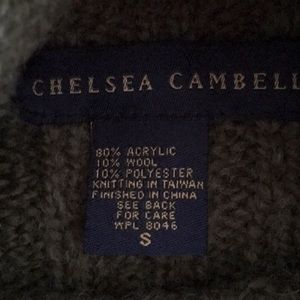 CHELSEA CAMBELL
80% ACRYLIC
10% WOOL
10% POLYESTER
KNITTING IN TAIWAN
FINISHED IN CHINA
SEE BACK
FOR CARE
WPL 8046
S